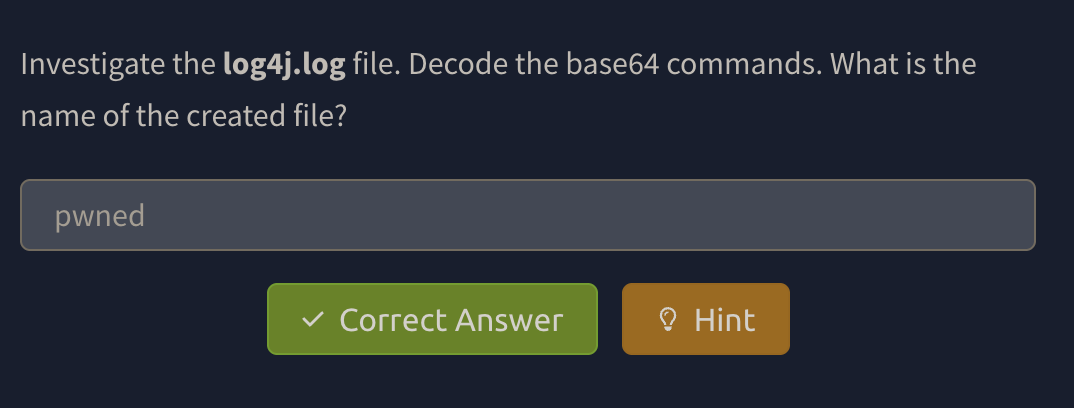 Investigate the log4j.log file. Decode the base64 commands. What is the
name of the created file?
pwned
Correct Answer
Hint